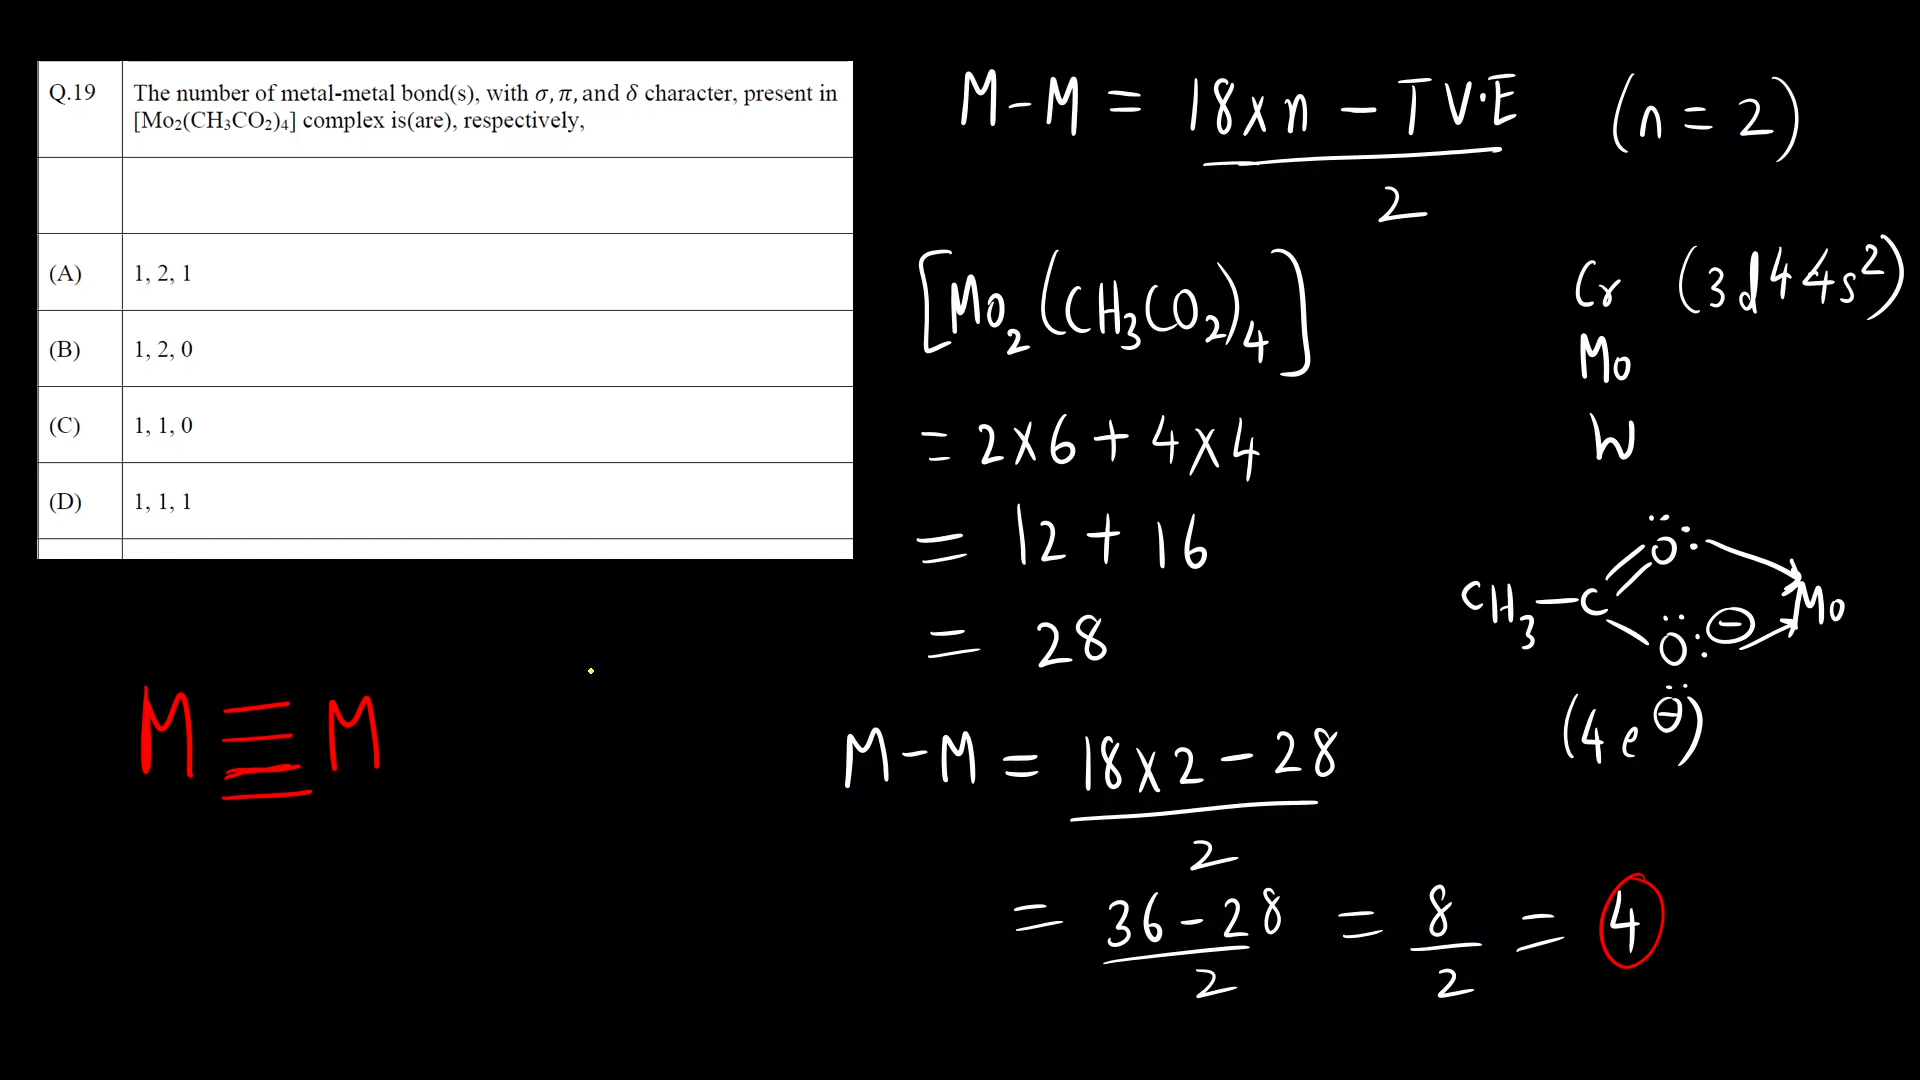 Q.19 The number of metal-metal bond(s), with σ, π, and δ character, present in
[Mo₂(CH₃CO₂)₄] complex is(are), respectively,
(A) 1, 2, 1
(B) 1, 2, 0
(C) 1, 1, 0
(D) 1, 1, 1
M≣M
M-M = (18×n - TV·E)/2 (n = 2)
[Mo₂(CH₃CO₂)₄]
Cr (3d⁴4s²)
Mo
W
= 2×6 + 4×4
= 12 + 16
= 28
CH₃-C
O
O ⊖
Mo
(4e⊖)
M-M = (18×2 - 28)/2
= (36-28)/2 = 8/2 = 4